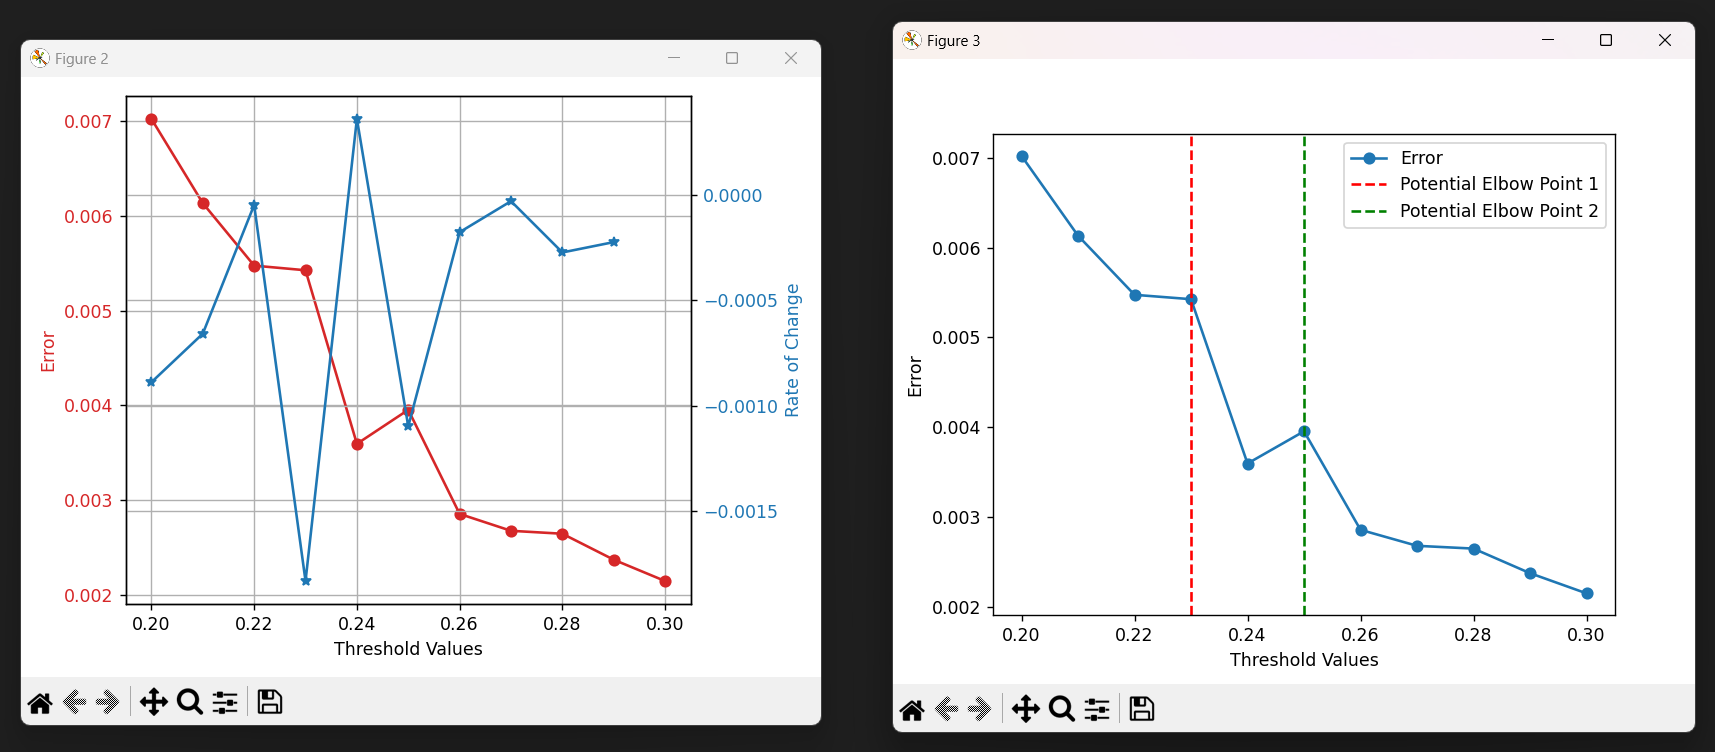 Figure 2
0.007
0.006
0.005
0.004
0.003
0.002
Error
0.0000
−0.0005
−0.0010
−0.0015
Rate of Change
0.20 0.22 0.24 0.26 0.28 0.30
Threshold Values
Figure 3
0.007
0.006
0.005
0.004
0.003
0.002
Error
Error
Potential Elbow Point 1
Potential Elbow Point 2
0.20 0.22 0.24 0.26 0.28 0.30
Threshold Values